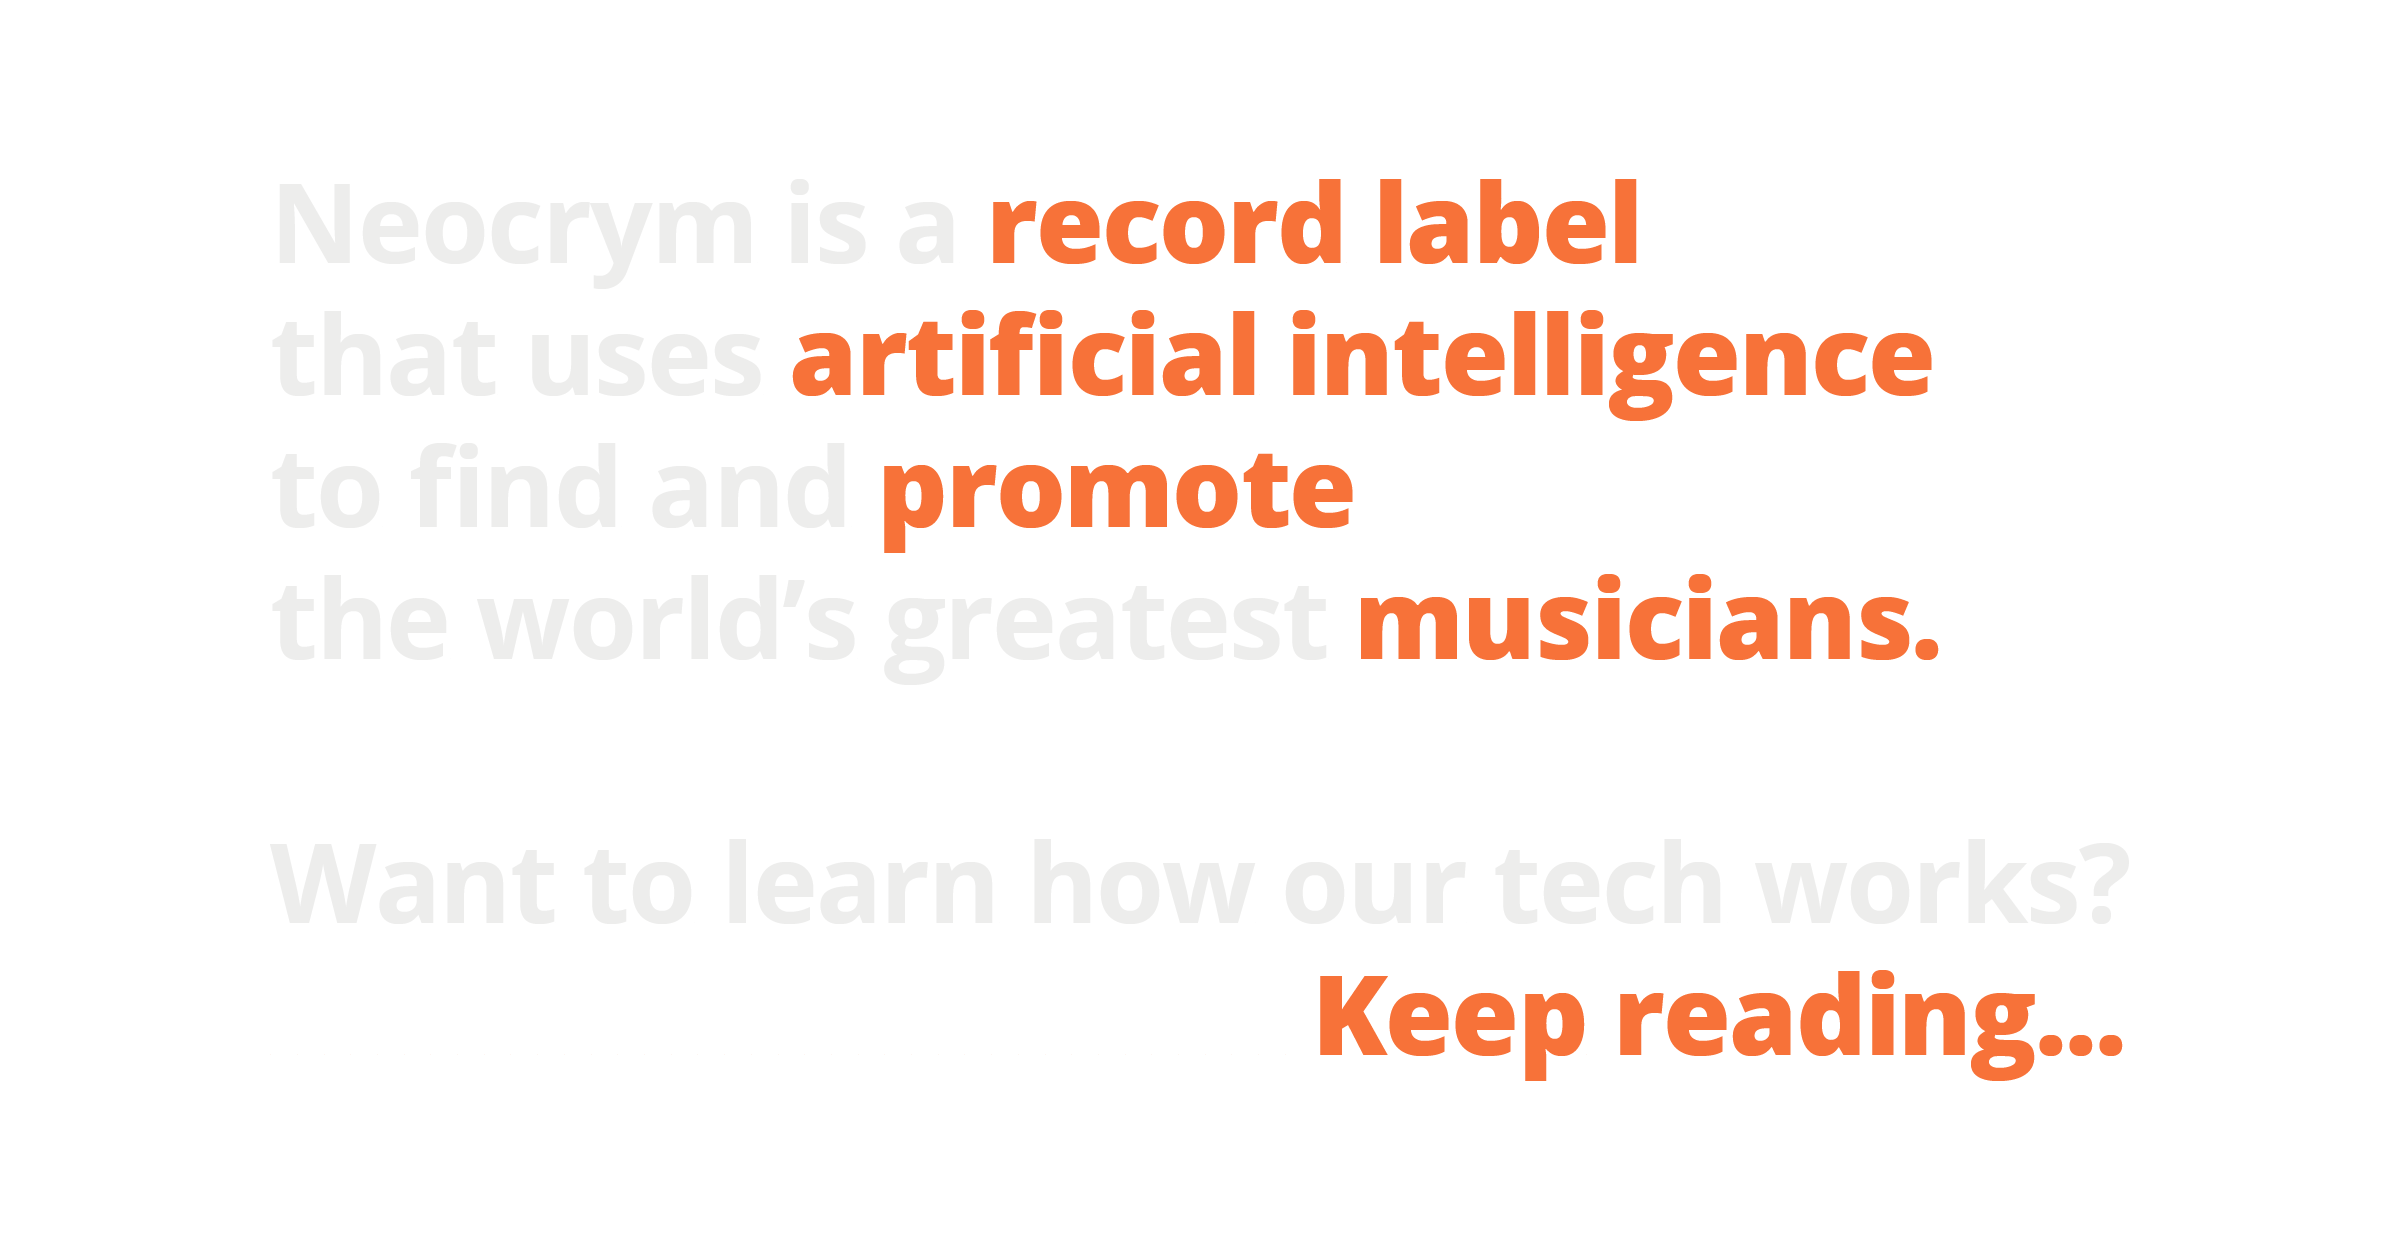 Neocrym is a record label
that uses artificial intelligence
to find and promote
the world’s greatest musicians.
Want to learn how our tech works?
Keep reading...